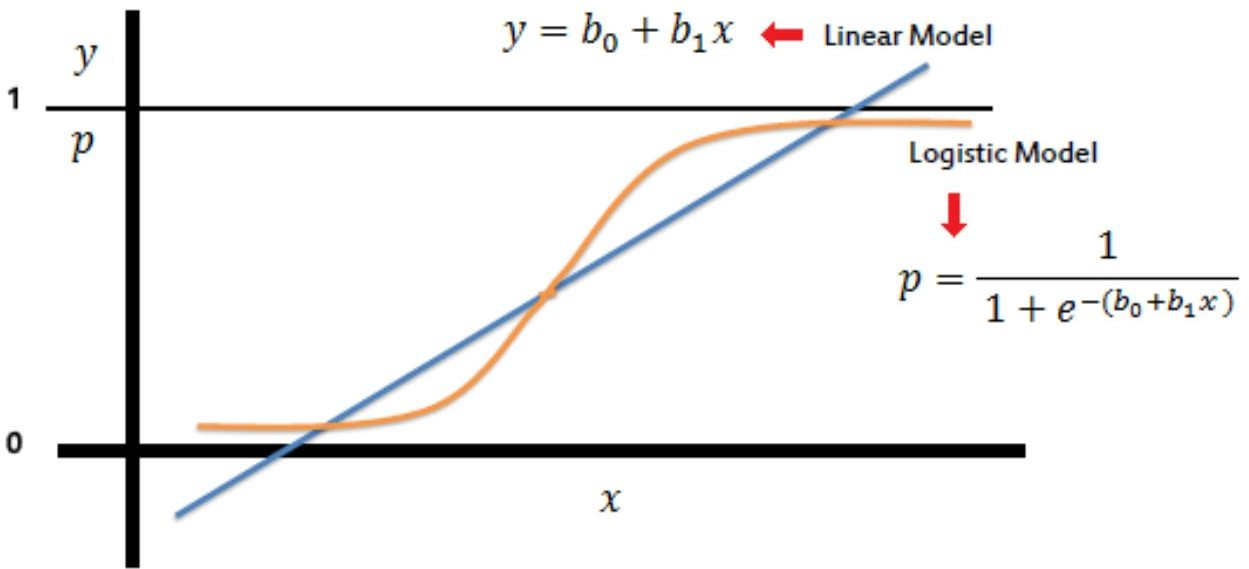 y = b₀ + b₁x Linear Model
y
1
p
Logistic Model
p = 1 / (1 + e^−(b₀+b₁x))
0
x